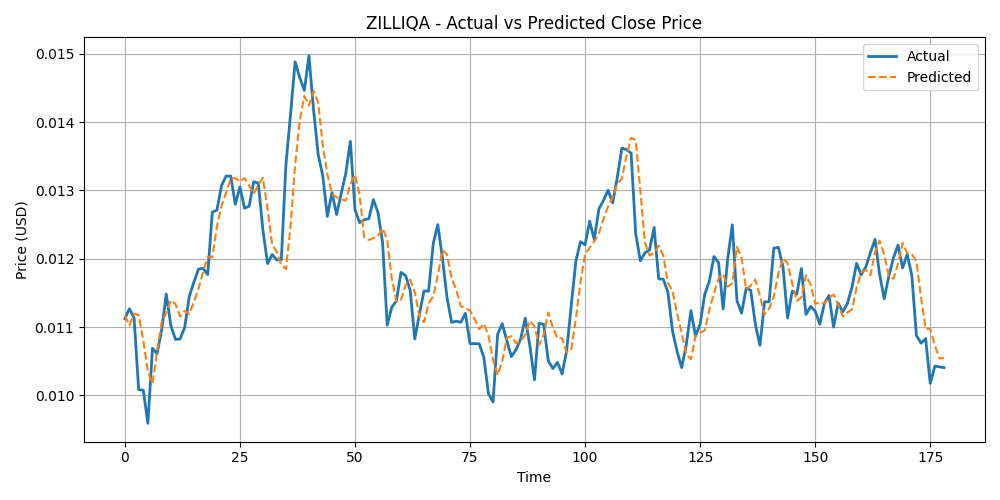 ZILLIQA - Actual vs Predicted Close Price
Actual
Predicted
Price (USD)
0.015
0.014
0.013
0.012
0.011
0.010
0 25 50 75 100 125 150 175
Time